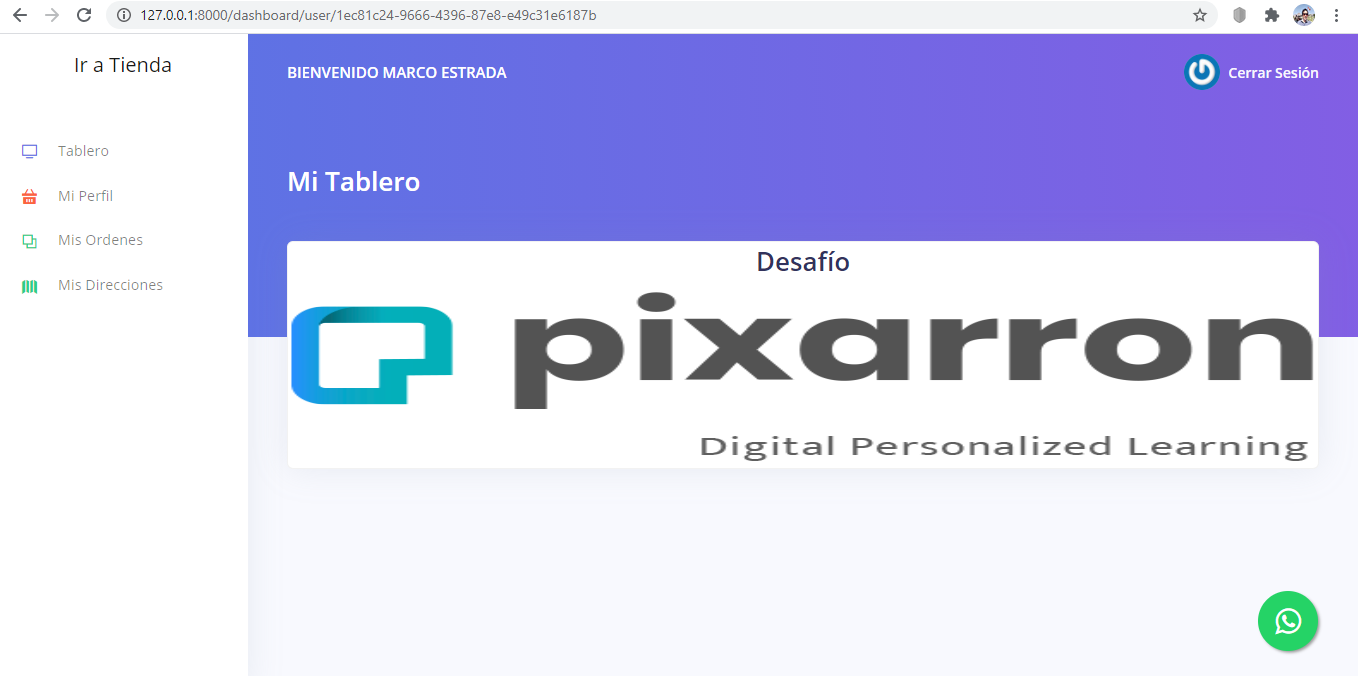 127.0.0.1:8000/dashboard/user/1ec81c24-9666-4396-87e8-e49c31e6187b
Ir a Tienda
BIENVENIDO MARCO ESTRADA
Cerrar Sesión
Tablero
Mi Perfil
Mis Ordenes
Mis Direcciones
Mi Tablero
Desafío
pixarron
Digital Personalized Learning